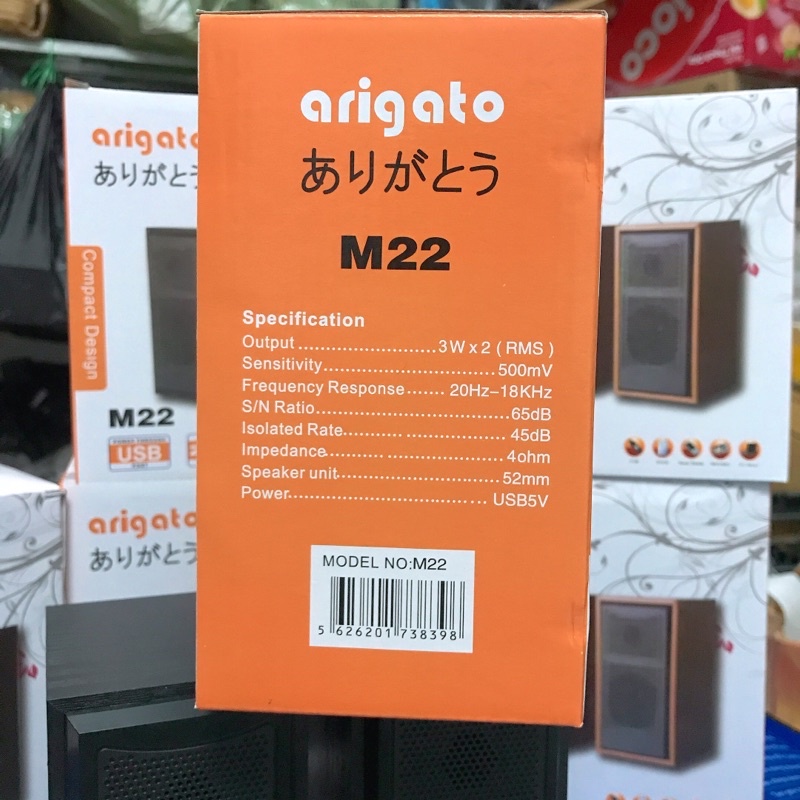 arigato
ありがとう
M22
Specification
Output ........................3W x 2 ( RMS )
Sensitivity..............................500mV
Frequency Response...... 20Hz–18KHz
S/N Ratio..................................65dB
Isolated Rate........... .................. 45dB
Impedance............. ..................4ohm
Speaker unit............................52mm
Power.................................... USB5V
MODEL NO:M22
5 626201 738398
arigato
ありがとう
Compact Design
M22
USB
arigato
ありがとう
joco